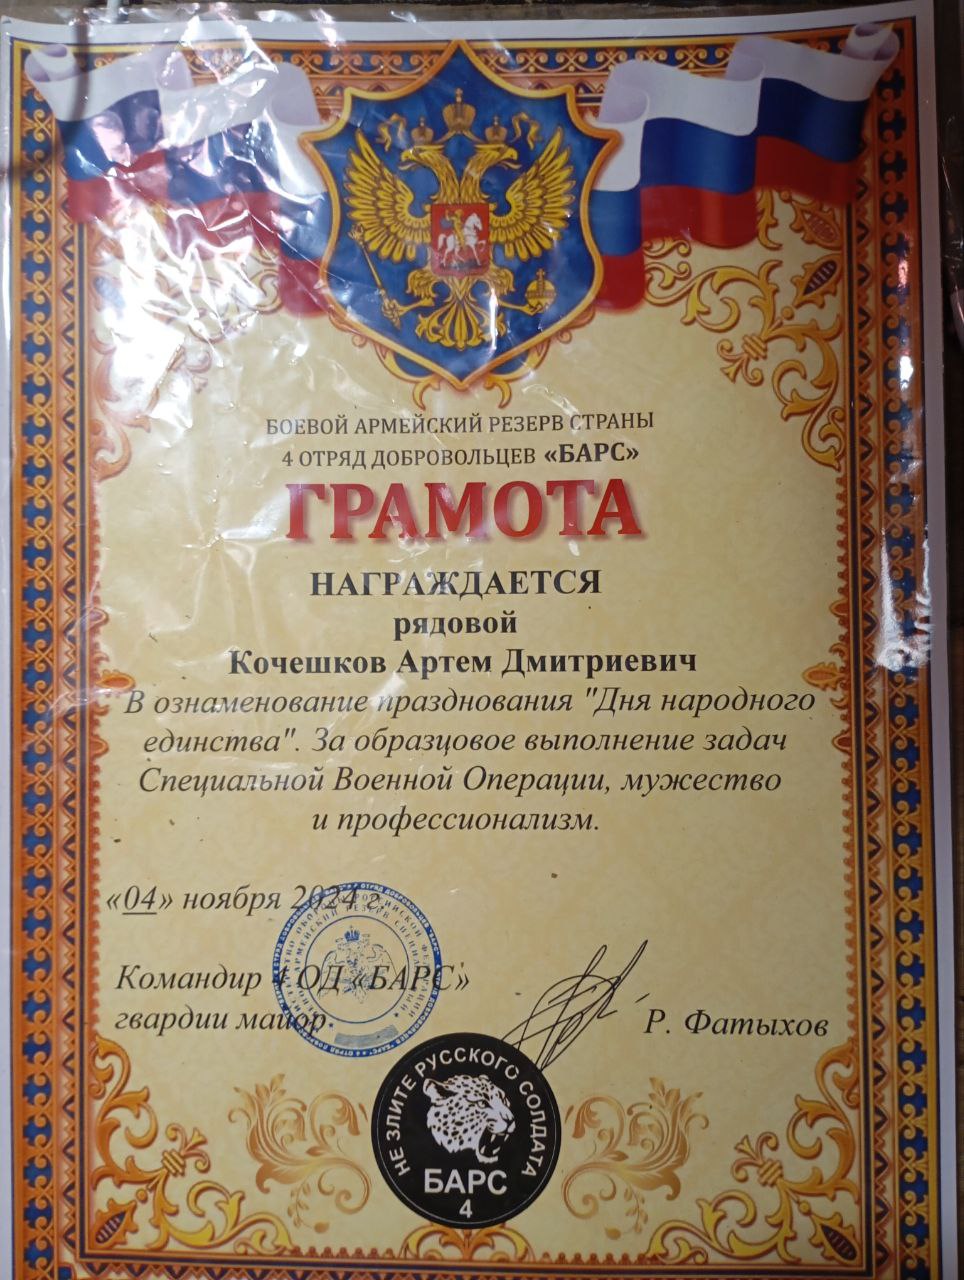 БОЕВОЙ АРМЕЙСКИЙ РЕЗЕРВ СТРАНЫ
4 ОТРЯД ДОБРОВОЛЬЦЕВ «БАРС»
ГРАМОТА
НАГРАЖДАЕТСЯ
рядовой
Кочешков Артем Дмитриевич
В ознаменование празднования "Дня народного
единства". За образцовое выполнение задач
Специальной Военной Операции, мужество
и профессионализм.
«04» ноября 2024 г.
Командир 4 ОД «БАРС»
гвардии майор
Р. Фатыхов
НЕ ЗЛИТЕ РУССКОГО СОЛДАТА
БАРС
4